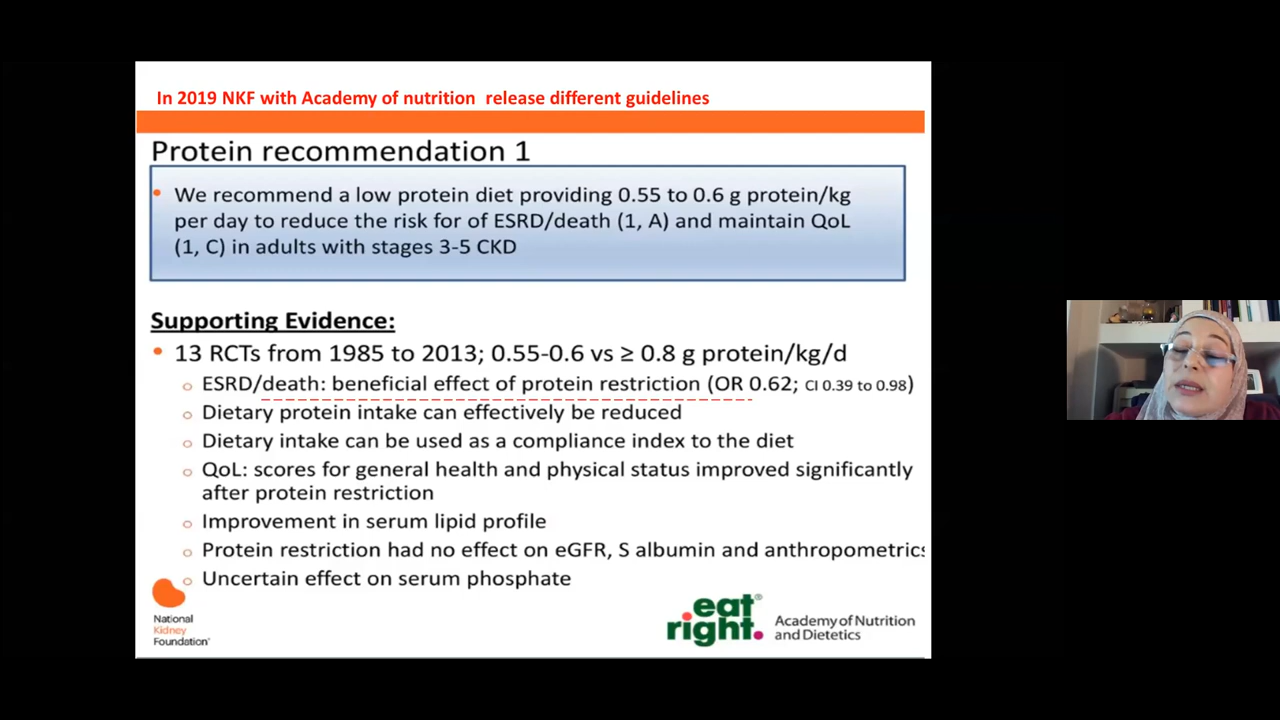 In 2019 NKF with Academy of nutrition release different guidelines
Protein recommendation 1
• We recommend a low protein diet providing 0.55 to 0.6 g protein/kg
per day to reduce the risk for of ESRD/death (1, A) and maintain QoL
(1, C) in adults with stages 3-5 CKD
Supporting Evidence:
• 13 RCTs from 1985 to 2013; 0.55-0.6 vs ≥ 0.8 g protein/kg/d
o ESRD/death: beneficial effect of protein restriction (OR 0.62; CI 0.39 to 0.98)
o Dietary protein intake can effectively be reduced
o Dietary intake can be used as a compliance index to the diet
o QoL: scores for general health and physical status improved significantly
after protein restriction
o Improvement in serum lipid profile
o Protein restriction had no effect on eGFR, S albumin and anthropometrics
o Uncertain effect on serum phosphate
National
Kidney
Foundation®
eat®
right.
Academy of Nutrition
and Dietetics